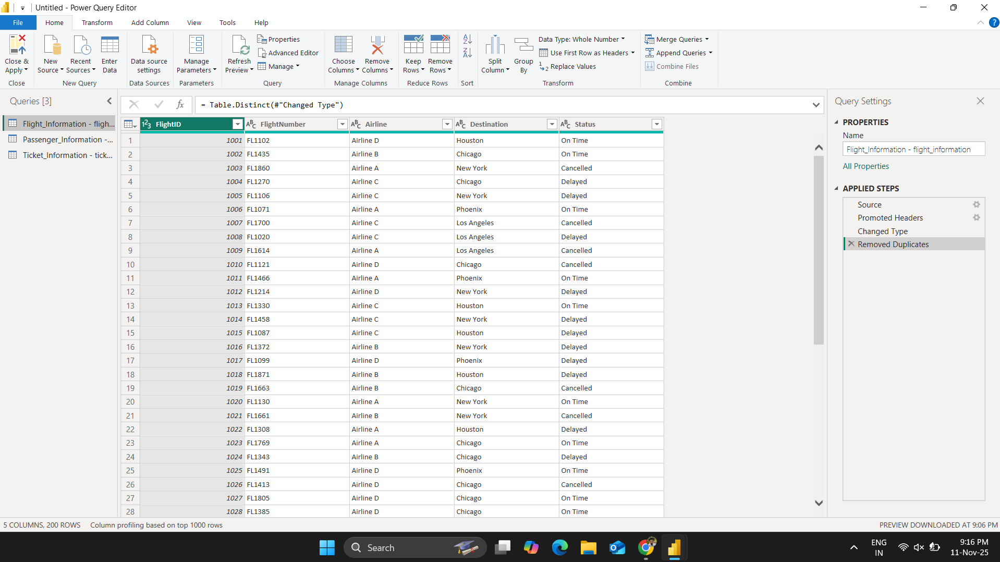 Untitled - Power Query Editor
File Home Transform Add Column View Tools Help
Close & Apply
Close
New Source
Recent Sources
Enter Data
New Query
Data source settings
Data Sources
Manage Parameters
Parameters
Refresh Preview
Properties
Advanced Editor
Manage
Query
Choose Columns
Remove Columns
Manage Columns
Keep Rows
Remove Rows
Reduce Rows
Sort
Split Column
Group By
Data Type: Whole Number
Use First Row as Headers
Replace Values
Transform
Merge Queries
Append Queries
Combine Files
Combine
Queries [3]
Flight_Information - fligh...
Passenger_Information -...
Ticket_Information - tick...
fx = Table.Distinct(#"Changed Type")
FlightID FlightNumber Airline Destination Status
1 1001 FL1102 Airline D Houston On Time
2 1002 FL1435 Airline B Chicago On Time
3 1003 FL1860 Airline A New York Cancelled
4 1004 FL1270 Airline C Chicago Delayed
5 1005 FL1106 Airline C New York Delayed
6 1006 FL1071 Airline A Phoenix On Time
7 1007 FL1700 Airline C Los Angeles Cancelled
8 1008 FL1020 Airline C Los Angeles Delayed
9 1009 FL1614 Airline A Los Angeles Cancelled
10 1010 FL1121 Airline D Chicago Cancelled
11 1011 FL1466 Airline A Phoenix On Time
12 1012 FL1214 Airline D New York Delayed
13 1013 FL1330 Airline C Houston On Time
14 1014 FL1458 Airline C New York Delayed
15 1015 FL1087 Airline C Houston Delayed
16 1016 FL1372 Airline B New York Delayed
17 1017 FL1099 Airline D Phoenix Delayed
18 1018 FL1871 Airline B Houston Delayed
19 1019 FL1663 Airline B Chicago Cancelled
20 1020 FL1130 Airline A New York On Time
21 1021 FL1661 Airline B New York Cancelled
22 1022 FL1308 Airline A Houston Delayed
23 1023 FL1769 Airline A Chicago On Time
24 1024 FL1343 Airline B Chicago Delayed
25 1025 FL1491 Airline D Phoenix On Time
26 1026 FL1413 Airline D Chicago Cancelled
27 1027 FL1805 Airline D Chicago On Time
28 1028 FL1385 Airline D Chicago On Time
Query Settings
PROPERTIES
Name
Flight_Information - flight_information
All Properties
APPLIED STEPS
Source
Promoted Headers
Changed Type
Removed Duplicates
5 COLUMNS, 200 ROWS Column profiling based on top 1000 rows
PREVIEW DOWNLOADED AT 9:06 PM
Search
ENG
IN
9:16 PM
11-Nov-25